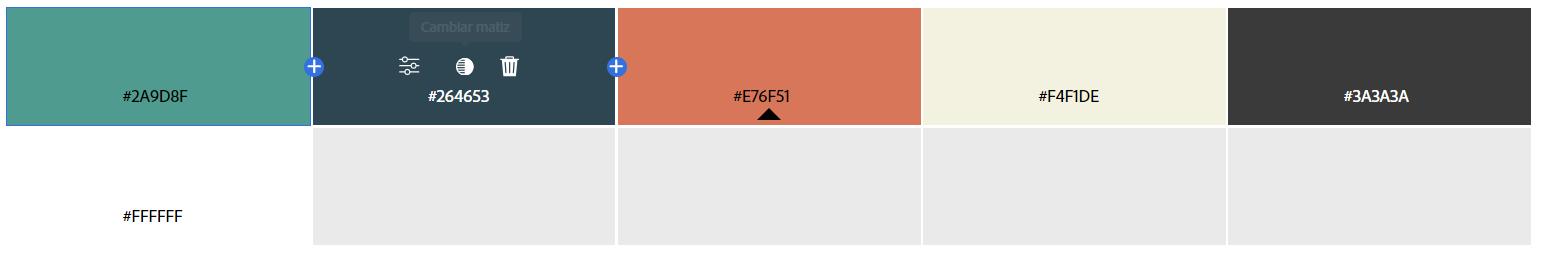 Cambiar matiz
#2A9D8F
#264653
#E76F51
#F4F1DE
#3A3A3A
#FFFFFF